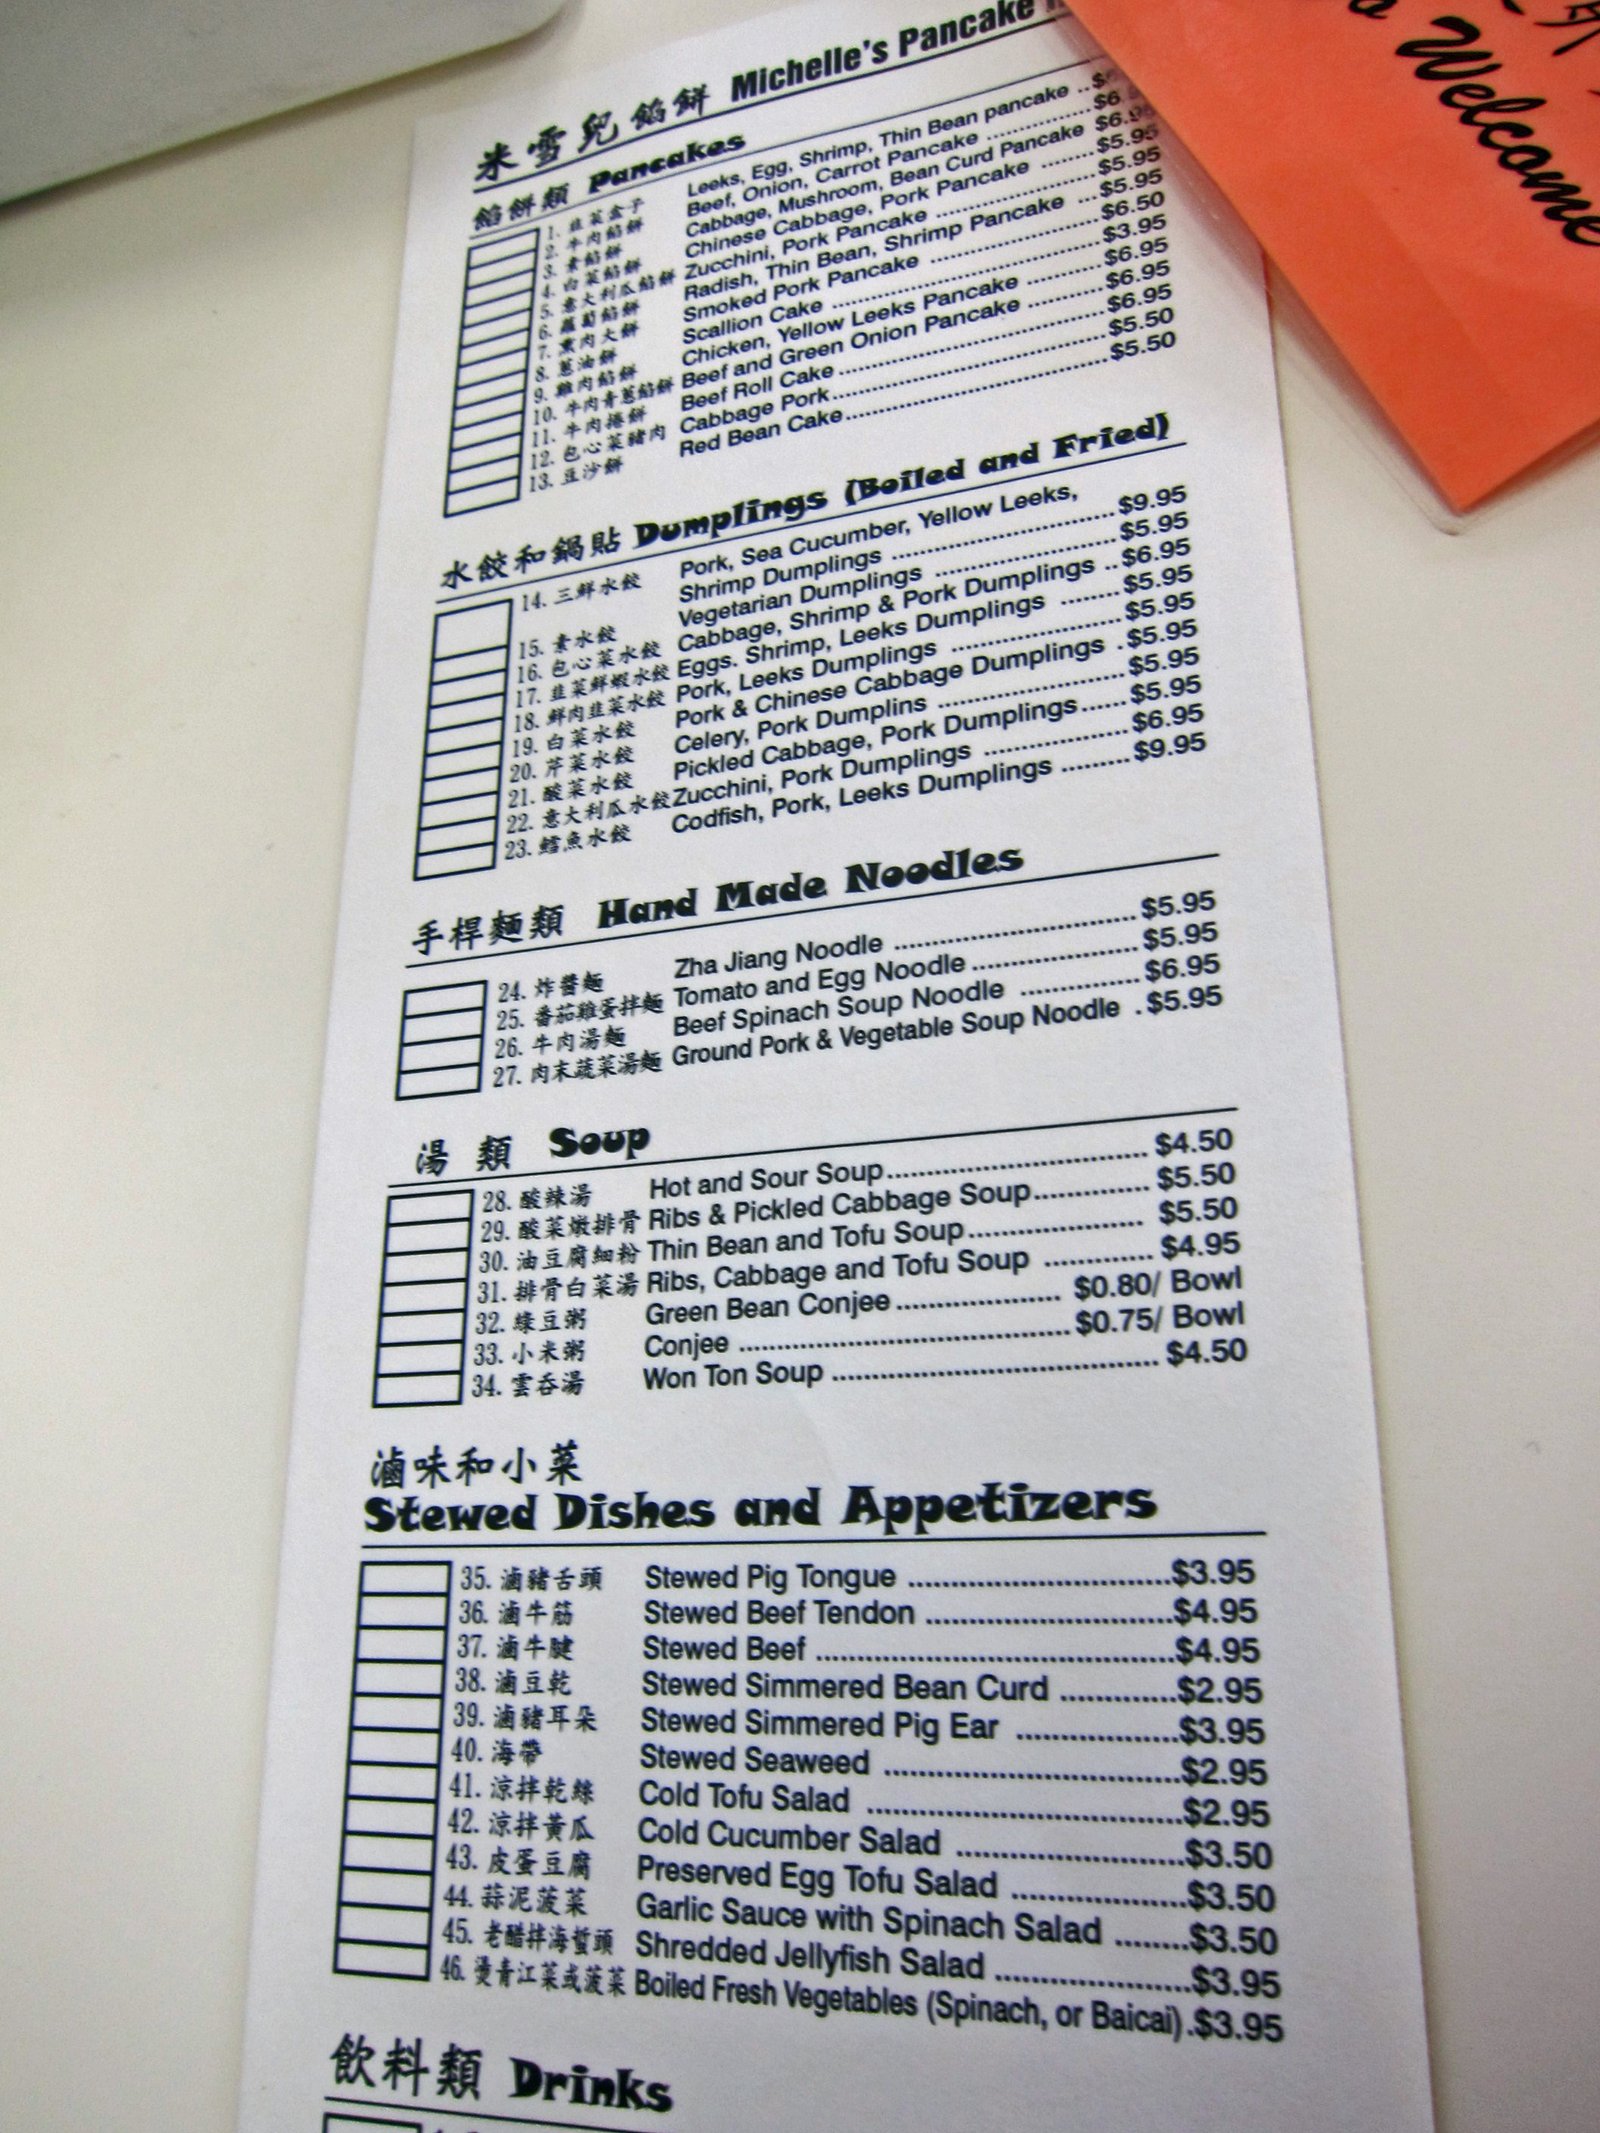 米雪兒餡餅 Michelle's Pancake
餡餅類 Pancakes
1. 韭菜盒子 Leeks, Egg, Shrimp, Thin Bean pancake ..
2. 牛肉餡餅 Beef, Onion, Carrot Pancake ............ $6.
3. 素餡餅 Cabbage, Mushroom, Bean Curd Pancake $6.95
4. 白菜餡餅 Chinese Cabbage, Pork Pancake ........ $5.95
5. 意大利瓜餡餅 Zucchini, Pork Pancake ........ $5.95
6. 蘿蔔餡餅 Radish, Thin Bean, Shrimp Pancake ... $5.95
7. 熏肉大餅 Smoked Pork Pancake ........ $6.50
8. 蔥油餅 Scallion Cake ........ $3.95
9. 雞肉餡餅 Chicken, Yellow Leeks Pancake ........ $6.95
10. 牛肉青蔥餡餅 Beef and Green Onion Pancake ........ $6.95
11. 牛肉捲餅 Beef Roll Cake ........ $6.95
12. 包心菜豬肉 Cabbage Pork ........ $5.50
13. 豆沙餅 Red Bean Cake ........ $5.50
水餃和鍋貼 Dumplings (Boiled and Fried)
14. 三鮮水餃 Pork, Sea Cucumber, Yellow Leeks,
Shrimp Dumplings ........ $9.95
15. 素水餃 Vegetarian Dumplings ........ $5.95
16. 包心菜水餃 Cabbage, Shrimp & Pork Dumplings .. $6.95
17. 韭菜鮮蝦水餃 Eggs. Shrimp, Leeks Dumplings ........ $5.95
18. 鮮肉韭菜水餃 Pork, Leeks Dumplings ........ $5.95
19. 白菜水餃 Pork & Chinese Cabbage Dumplings . $5.95
20. 芹菜水餃 Celery, Pork Dumplins ........ $5.95
21. 酸菜水餃 Pickled Cabbage, Pork Dumplings ...... $5.95
22. 意大利瓜水餃 Zucchini, Pork Dumplings ........ $6.95
23. 鱈魚水餃 Codfish, Pork, Leeks Dumplings ......... $9.95
手桿麵類 Hand Made Noodles
24. 炸醬麵 Zha Jiang Noodle ........ $5.95
25. 番茄雞蛋拌麵 Tomato and Egg Noodle ........ $5.95
26. 牛肉湯麵 Beef Spinach Soup Noodle ........ $6.95
27. 肉末蔬菜湯麵 Ground Pork & Vegetable Soup Noodle . $5.95
湯 類 Soup
28. 酸辣湯 Hot and Sour Soup ........ $4.50
29. 酸菜燉排骨 Ribs & Pickled Cabbage Soup ........ $5.50
30. 油豆腐細粉 Thin Bean and Tofu Soup ........ $5.50
31. 排骨白菜湯 Ribs, Cabbage and Tofu Soup ........ $4.95
32. 綠豆粥 Green Bean Conjee ........ $0.80/ Bowl
33. 小米粥 Conjee ........ $0.75/ Bowl
34. 雲吞湯 Won Ton Soup ........ $4.50
滷味和小菜
Stewed Dishes and Appetizers
35. 滷豬舌頭 Stewed Pig Tongue ........ $3.95
36. 滷牛筋 Stewed Beef Tendon ........ $4.95
37. 滷牛腱 Stewed Beef ........ $4.95
38. 滷豆乾 Stewed Simmered Bean Curd ........ $2.95
39. 滷豬耳朵 Stewed Simmered Pig Ear ........ $3.95
40. 海帶 Stewed Seaweed ........ $2.95
41. 涼拌乾絲 Cold Tofu Salad ........ $2.95
42. 涼拌黃瓜 Cold Cucumber Salad ........ $3.50
43. 皮蛋豆腐 Preserved Egg Tofu Salad ........ $3.50
44. 蒜泥菠菜 Garlic Sauce with Spinach Salad ........ $3.50
45. 老醋拌海蜇頭 Shredded Jellyfish Salad ........ $3.95
46. 燙青江菜或菠菜 Boiled Fresh Vegetables (Spinach, or Baicai) . $3.95
飲料類 Drinks
Welcome